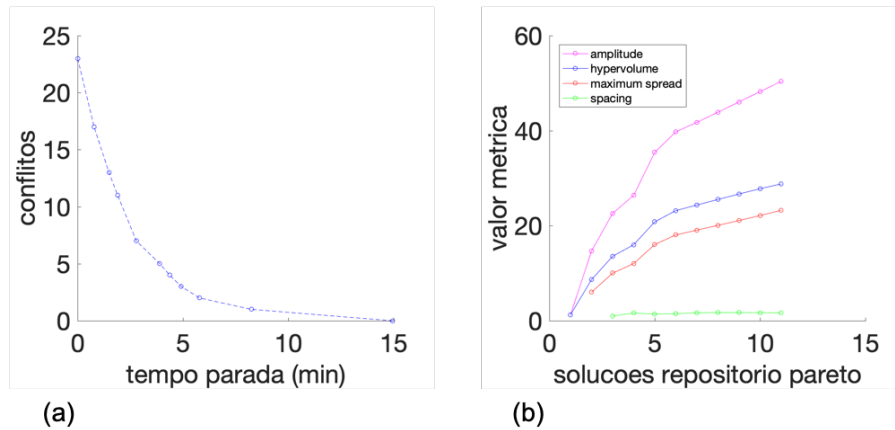 25
20
15
10
5
0
conflitos
0 5 10 15
tempo parada (min)
(a)
60
40
20
0
valor metrica
amplitude
hypervolume
maximum spread
spacing
0 5 10 15
solucoes repositorio pareto
(b)